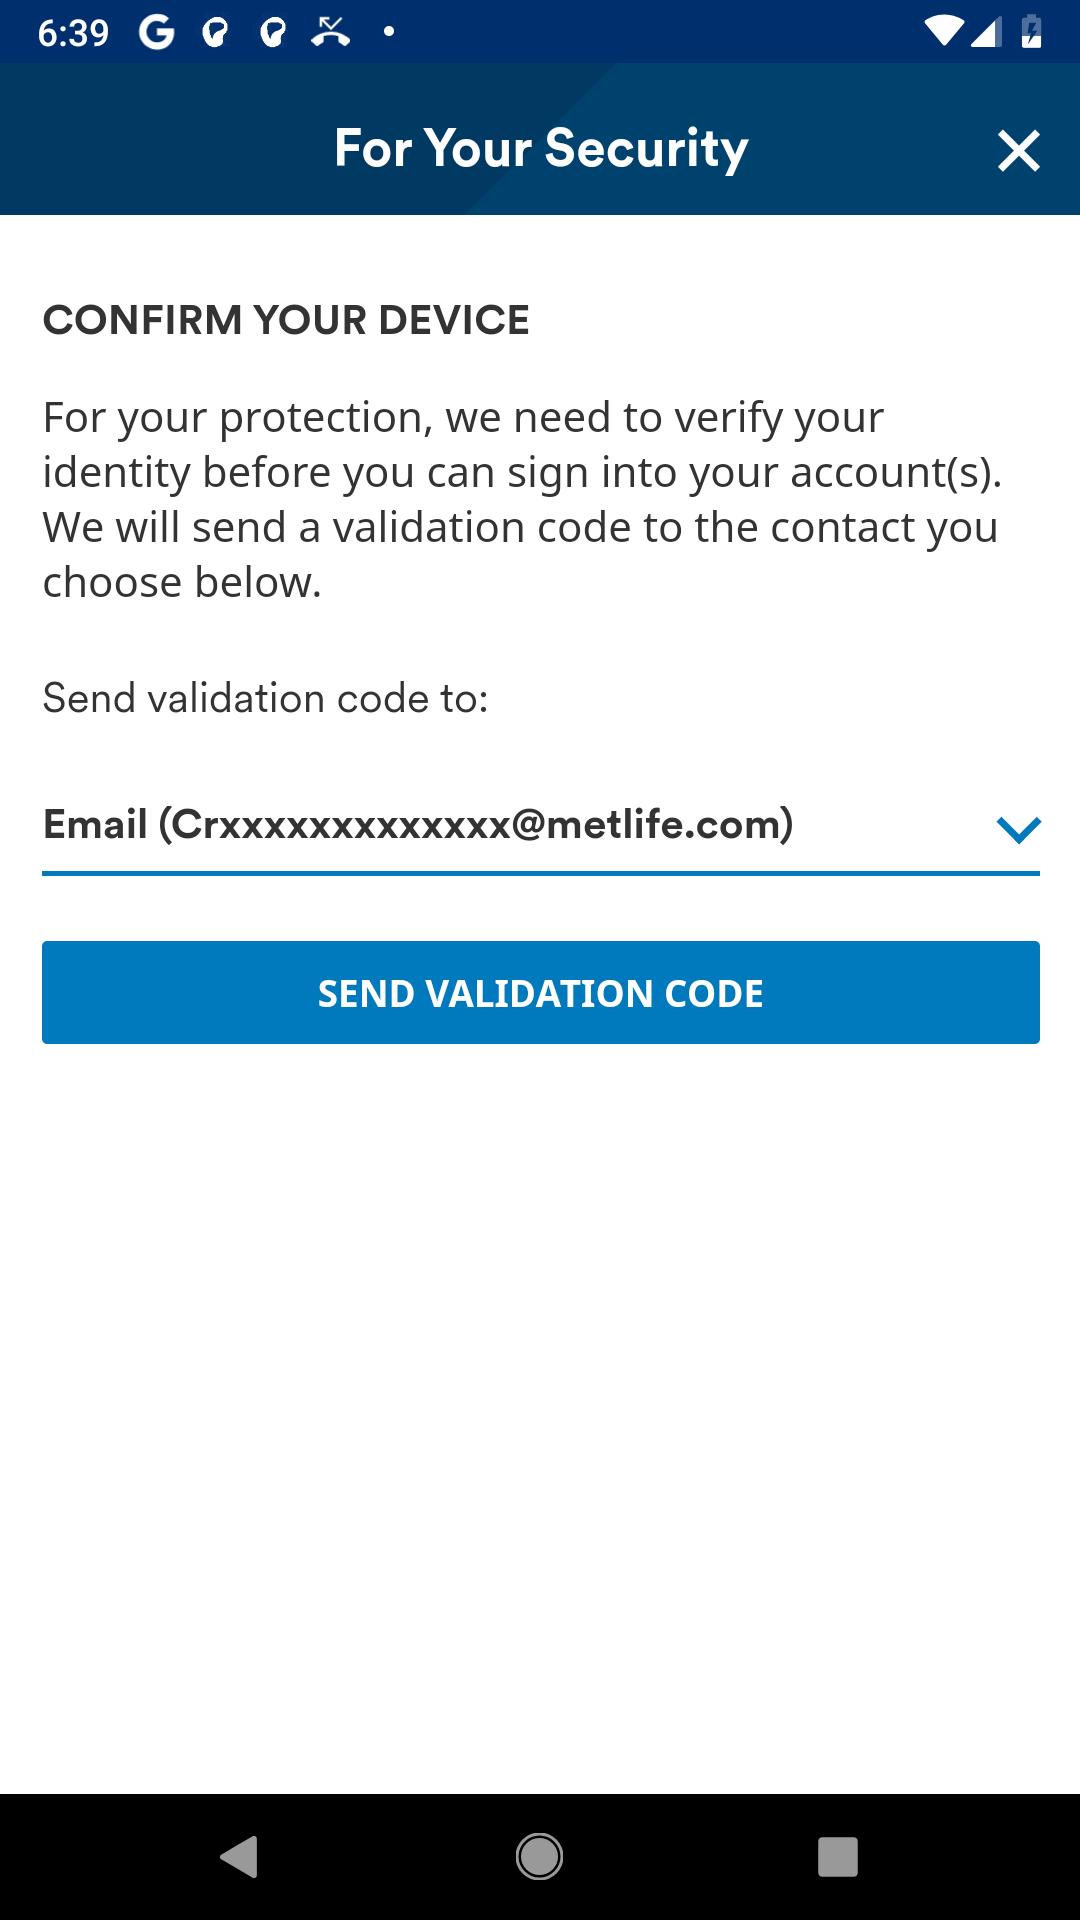 6:39
For Your Security
CONFIRM YOUR DEVICE
For your protection, we need to verify your
identity before you can sign into your account(s).
We will send a validation code to the contact you
choose below.
Send validation code to:
Email (Crxxxxxxxxxxxxx@metlife.com)
SEND VALIDATION CODE